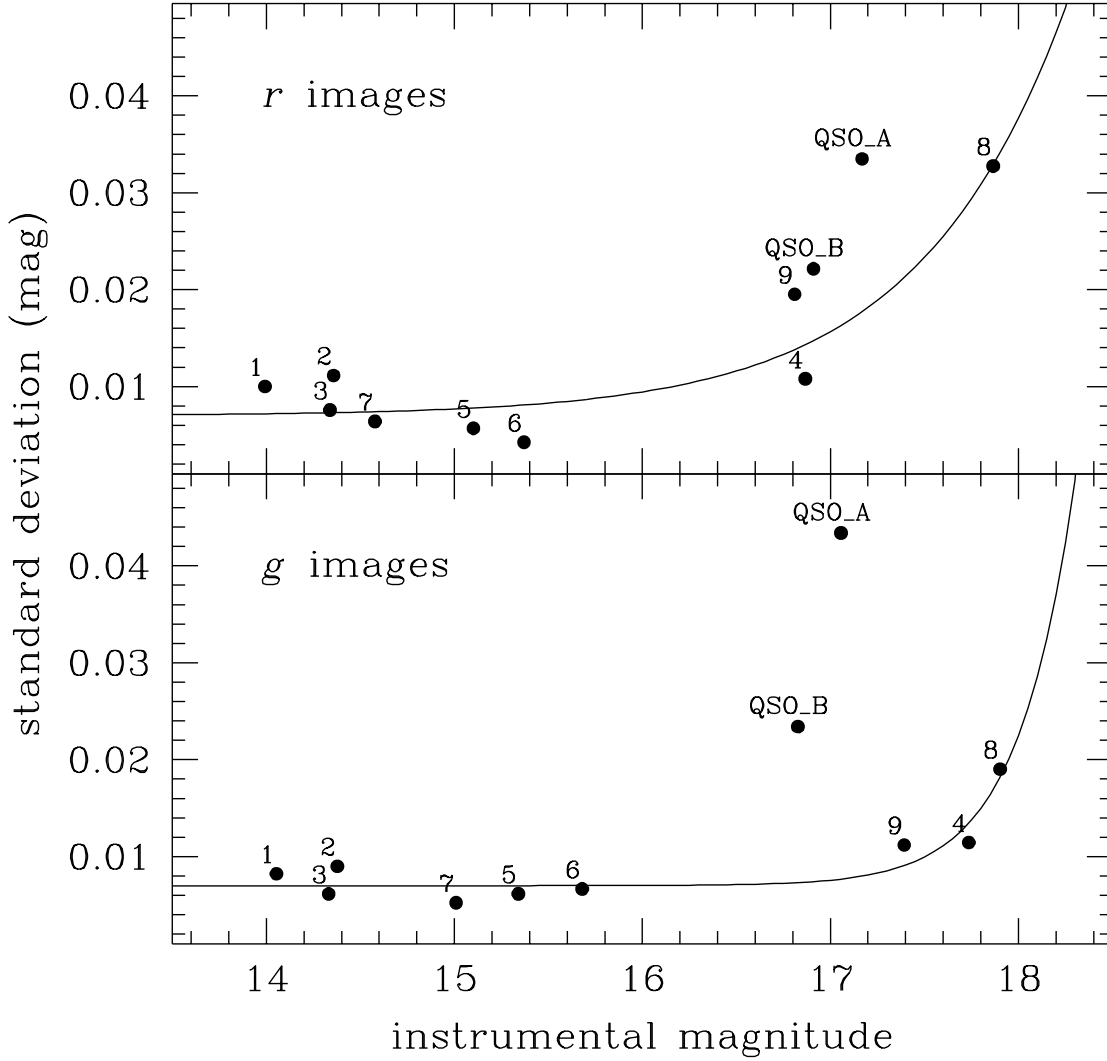 r images
0.04
QSO_A
8
0.03
QSO_B
9
0.02
2
1
4
3
7
0.01
5
6
standard deviation (mag)
QSO_A
g images
0.04
0.03
QSO_B
8
0.02
9
4
2
1
6
3
5
7
0.01
14 15 16 17 18
instrumental magnitude